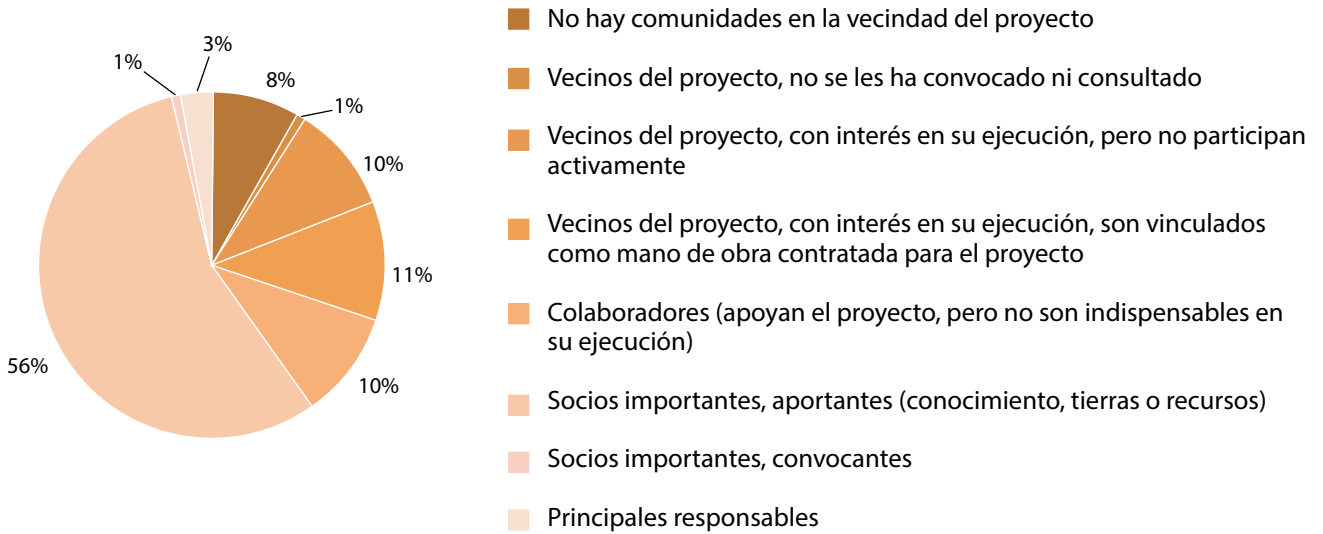 3%
1%
8%
1%
10%
11%
10%
56%
No hay comunidades en la vecindad del proyecto
Vecinos del proyecto, no se les ha convocado ni consultado
Vecinos del proyecto, con interés en su ejecución, pero no participan
activamente
Vecinos del proyecto, con interés en su ejecución, son vinculados
como mano de obra contratada para el proyecto
Colaboradores (apoyan el proyecto, pero no son indispensables en
su ejecución)
Socios importantes, aportantes (conocimiento, tierras o recursos)
Socios importantes, convocantes
Principales responsables